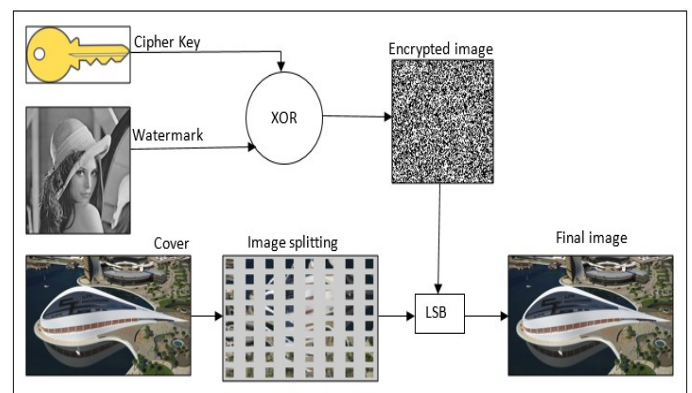 Cipher Key
Encrypted image
XOR
Watermark
Cover
Image splitting
Final image
LSB